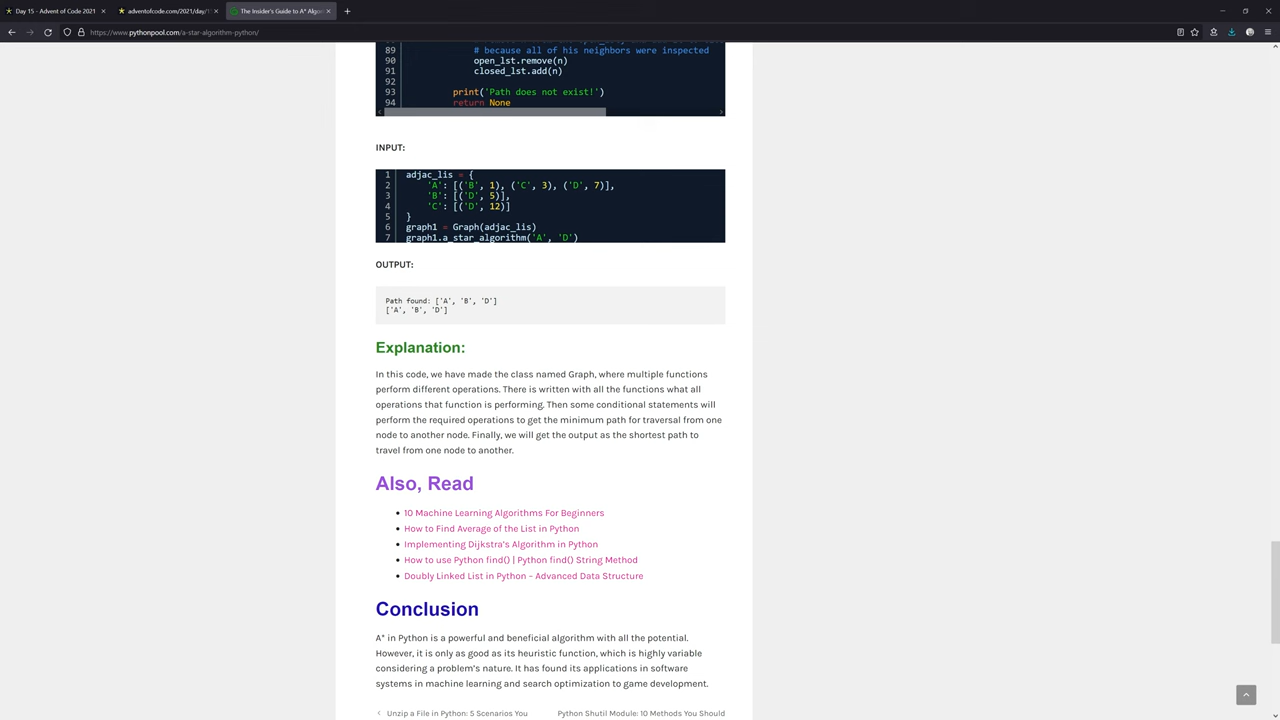 Day 15 - Advent of Code 2021
adventofcode.com/2021/day/1
The Insider's Guide to A* Algor
https://www.pythonpool.com/a-star-algorithm-python/
89 # because all of his neighbors were inspected
90 open_lst.remove(n)
91 closed_lst.add(n)
92
93 print('Path does not exist!')
94 return None
INPUT:
1 adjac_lis = {
2 'A': [('B', 1), ('C', 3), ('D', 7)],
3 'B': [('D', 5)],
4 'C': [('D', 12)]
5 }
6 graph1 = Graph(adjac_lis)
7 graph1.a_star_algorithm('A', 'D')
OUTPUT:
Path found: ['A', 'B', 'D']
['A', 'B', 'D']
Explanation:
In this code, we have made the class named Graph, where multiple functions
perform different operations. There is written with all the functions what all
operations that function is performing. Then some conditional statements will
perform the required operations to get the minimum path for traversal from one
node to another node. Finally, we will get the output as the shortest path to
travel from one node to another.
Also, Read
• 10 Machine Learning Algorithms For Beginners
• How to Find Average of the List in Python
• Implementing Dijkstra's Algorithm in Python
• How to use Python find() | Python find() String Method
• Doubly Linked List in Python – Advanced Data Structure
Conclusion
A* in Python is a powerful and beneficial algorithm with all the potential.
However, it is only as good as its heuristic function, which is highly variable
considering a problem's nature. It has found its applications in software
systems in machine learning and search optimization to game development.
‹ Unzip a File in Python: 5 Scenarios You
Python Shutil Module: 10 Methods You Should